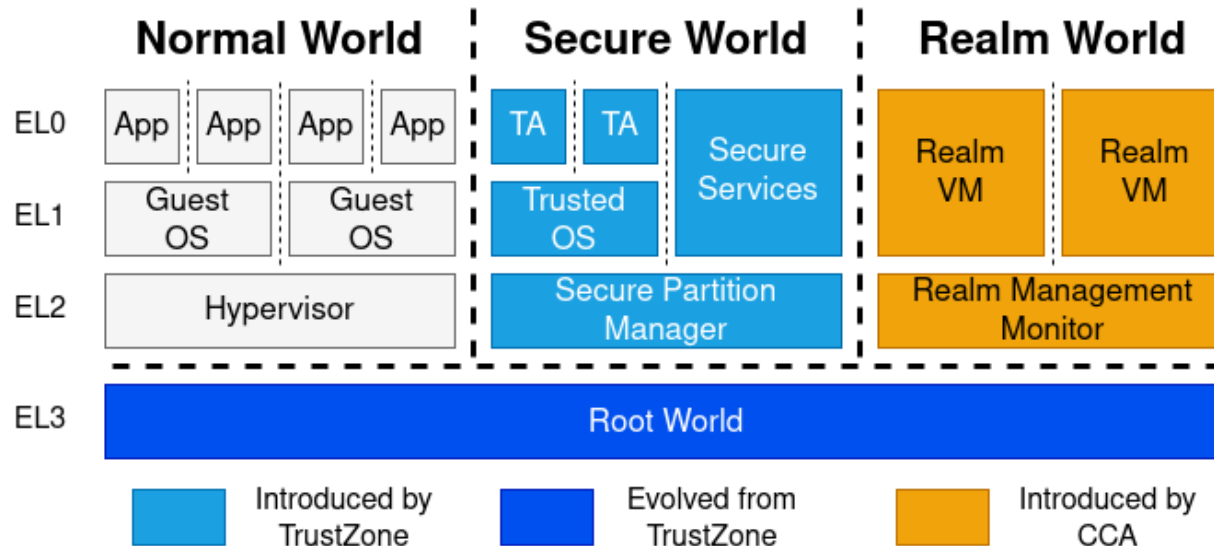 Normal World
Secure World
Realm World
EL0
App
App
App
App
TA
TA
Secure
Services
Realm
VM
Realm
VM
EL1
Guest
OS
Guest
OS
Trusted
OS
EL2
Hypervisor
Secure Partition
Manager
Realm Management
Monitor
EL3
Root World
Introduced by
TrustZone
Evolved from
TrustZone
Introduced by
CCA